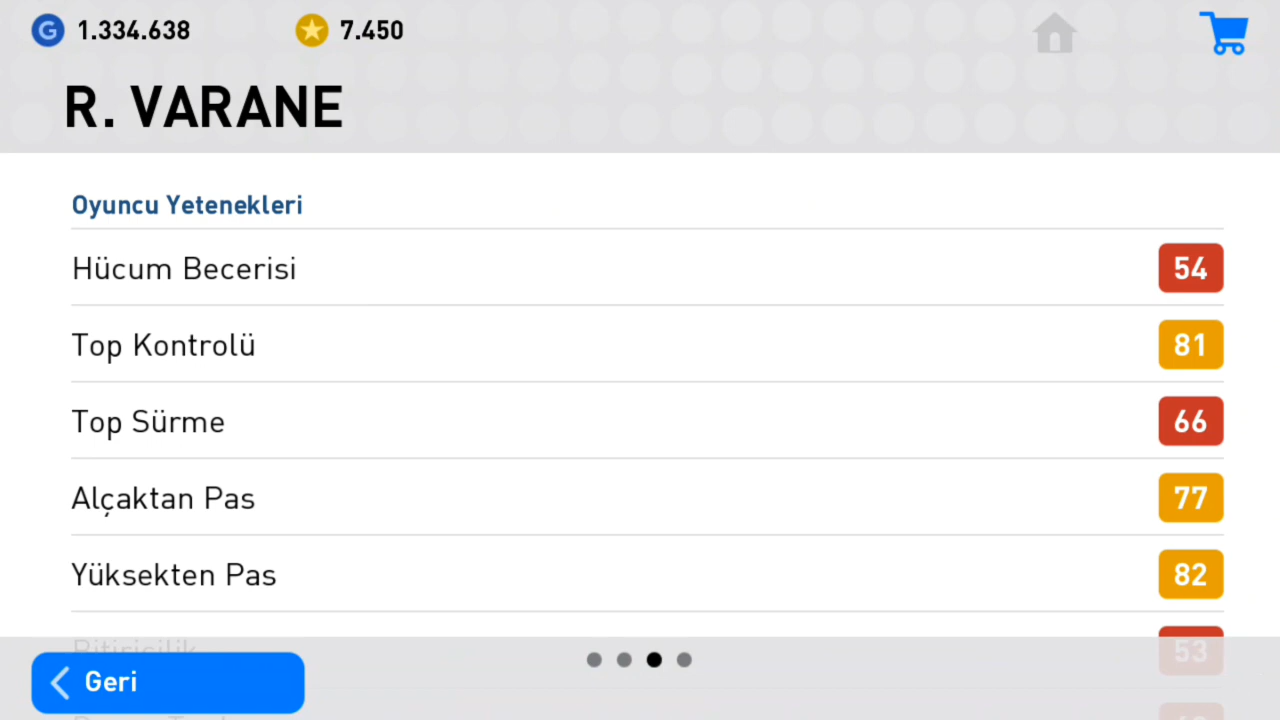 G 1.334.638 7.450
R. VARANE
Oyuncu Yetenekleri
Hücum Becerisi 54
Top Kontrolü 81
Top Sürme 66
Alçaktan Pas 77
Yüksekten Pas 82
Bitiricilik 53
Geri